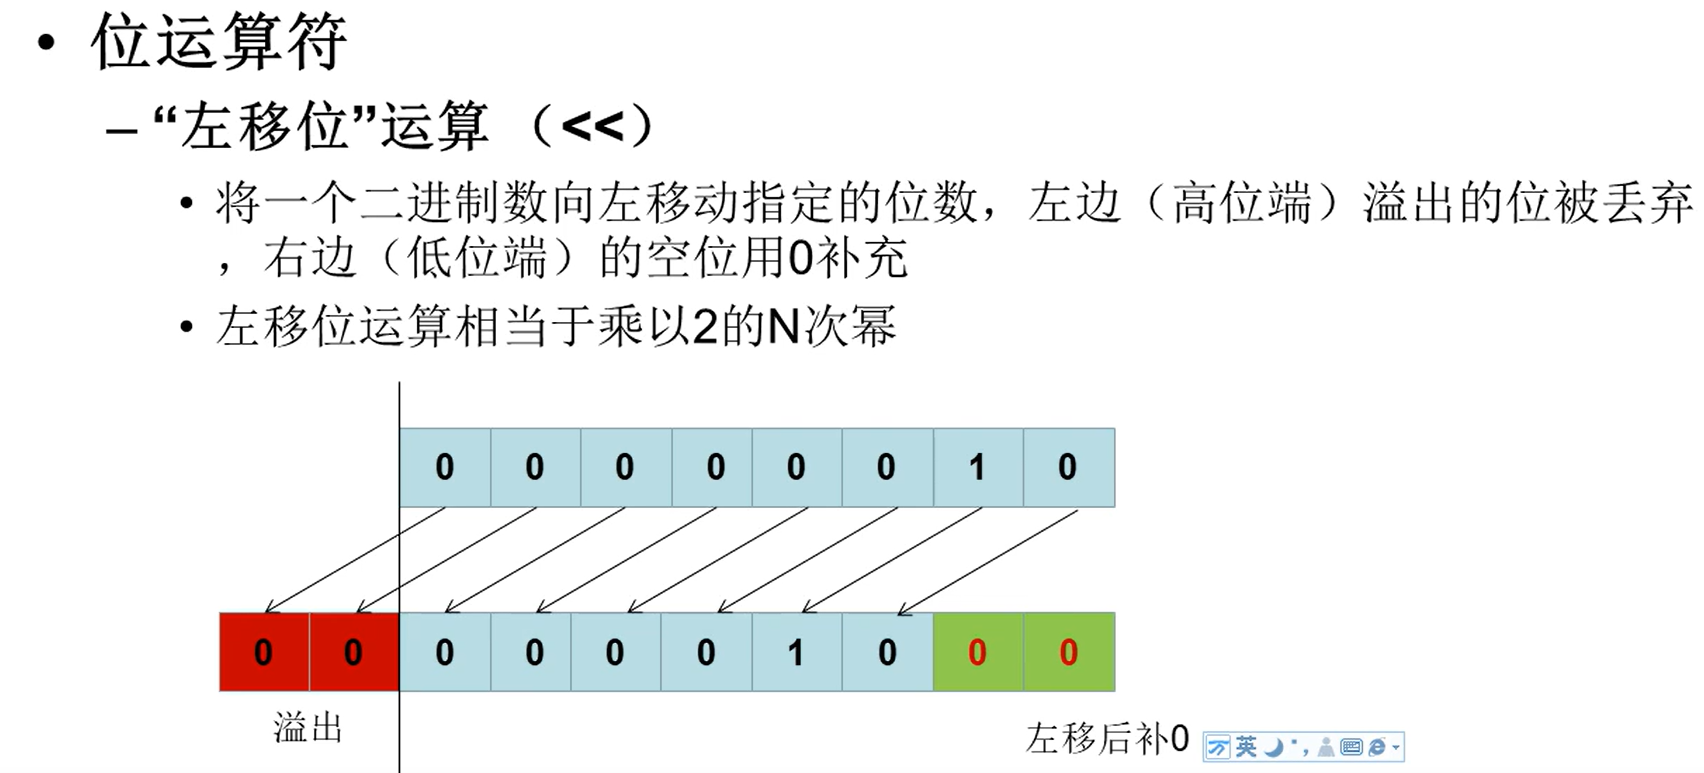 • 位运算符
– “左移位”运算 （<<）
• 将一个二进制数向左移动指定的位数，左边（高位端）溢出的位被丢弃
，右边（低位端）的空位用0补充
• 左移位运算相当于乘以2的N次幂
0 0 0 0 0 0 1 0
0 0 0 0 0 0 1 0 0 0
溢出
左移后补0 万英